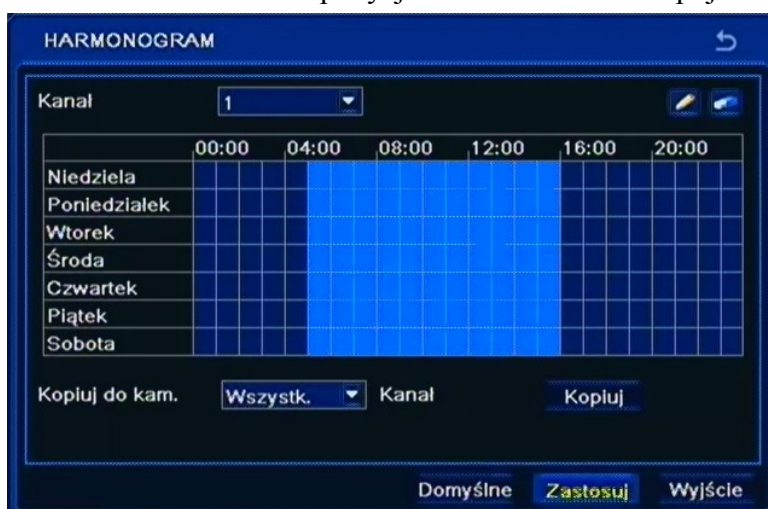 HARMONOGRAM
Kanał 1
00:00 04:00 08:00 12:00 16:00 20:00
Niedziela
Poniedziałek
Wtorek
Środa
Czwartek
Piątek
Sobota
Kopiuj do kam. Wszystk. Kanał Kopiuj
Domyślne Zastosuj Wyjście